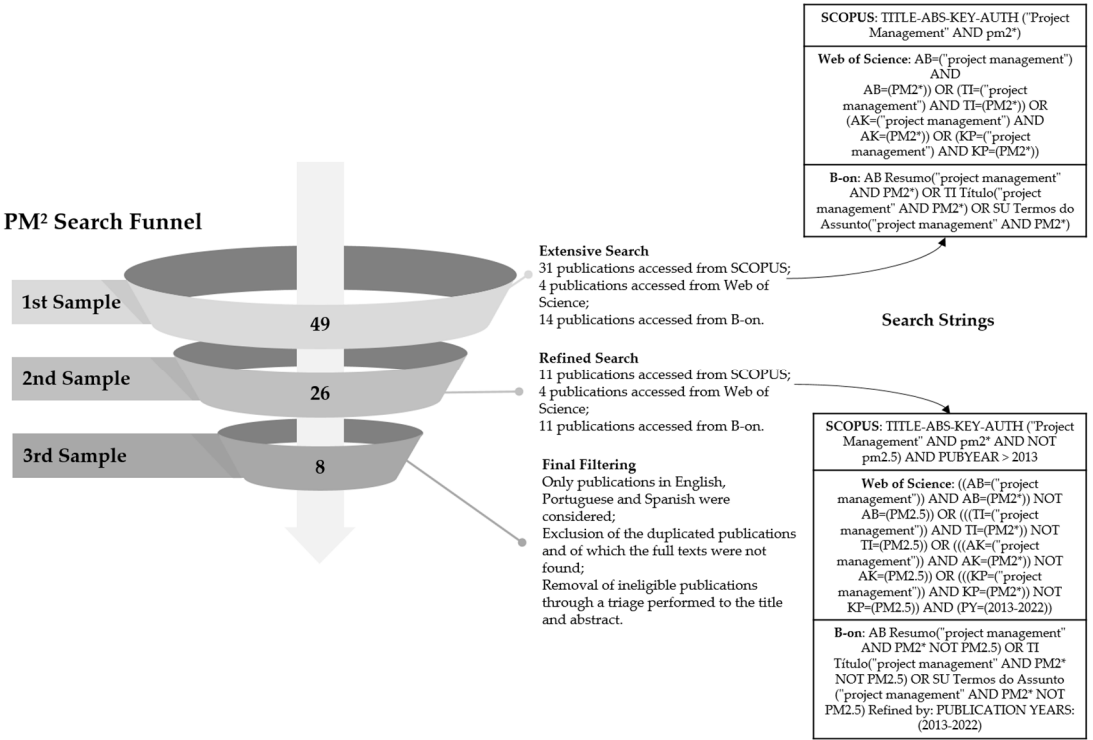 SCOPUS: TITLE-ABS-KEY-AUTH ("Project
Management" AND pm2*)
Web of Science: AB=("project management")
AND
AB=(PM2*)) OR (TI=("project
management") AND TI=(PM2*)) OR
(AK=("project management") AND
AK=(PM2*)) OR (KP=("project
management") AND KP=(PM2*))
B-on: AB Resumo("project management"
AND PM2*) OR TI Título("project
management" AND PM2*) OR SU Termos do
Assunto("project management" AND PM2*)
PM² Search Funnel
1st Sample
49
2nd Sample
26
3rd Sample
8
Extensive Search
31 publications accessed from SCOPUS;
4 publications accessed from Web of
Science;
14 publications accessed from B-on.
Search Strings
Refined Search
11 publications accessed from SCOPUS;
4 publications accessed from Web of
Science;
11 publications accessed from B-on.
Final Filtering
Only publications in English,
Portuguese and Spanish were
considered;
Exclusion of the duplicated publications
and of which the full texts were not
found;
Removal of ineligible publications
through a triage performed to the title
and abstract.
SCOPUS: TITLE-ABS-KEY-AUTH ("Project
Management" AND pm2* AND NOT
pm2.5) AND PUBYEAR > 2013
Web of Science: ((AB=("project
management")) AND AB=(PM2*)) NOT
AB=(PM2.5)) OR (((TI=("project
management")) AND TI=(PM2*)) NOT
TI=(PM2.5)) OR (((AK=("project
management")) AND AK=(PM2*)) NOT
AK=(PM2.5)) OR (((KP=("project
management")) AND KP=(PM2*)) NOT
KP=(PM2.5)) AND (PY=(2013-2022))
B-on: AB Resumo("project management"
AND PM2* NOT PM2.5) OR TI
Título("project management" AND PM2*
NOT PM2.5) OR SU Termos do Assunto
("project management" AND PM2* NOT
PM2.5) Refined by: PUBLICATION YEARS:
(2013-2022)